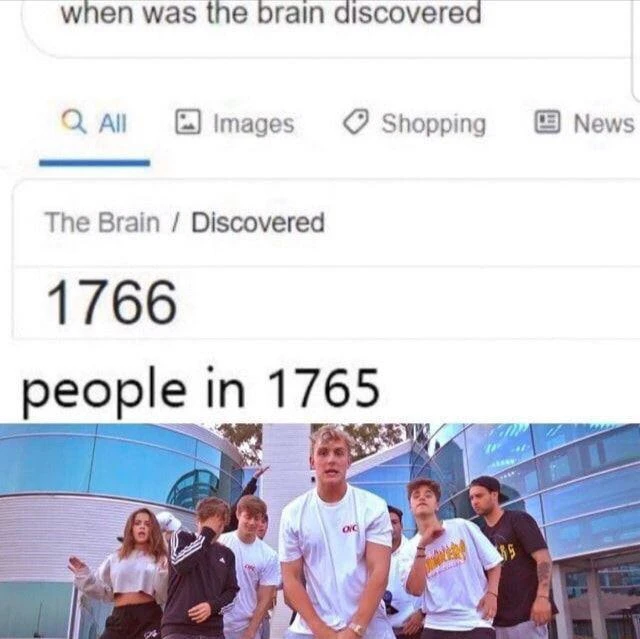 when was the brain discovered
All Images Shopping News
The Brain / Discovered
1766
people in 1765